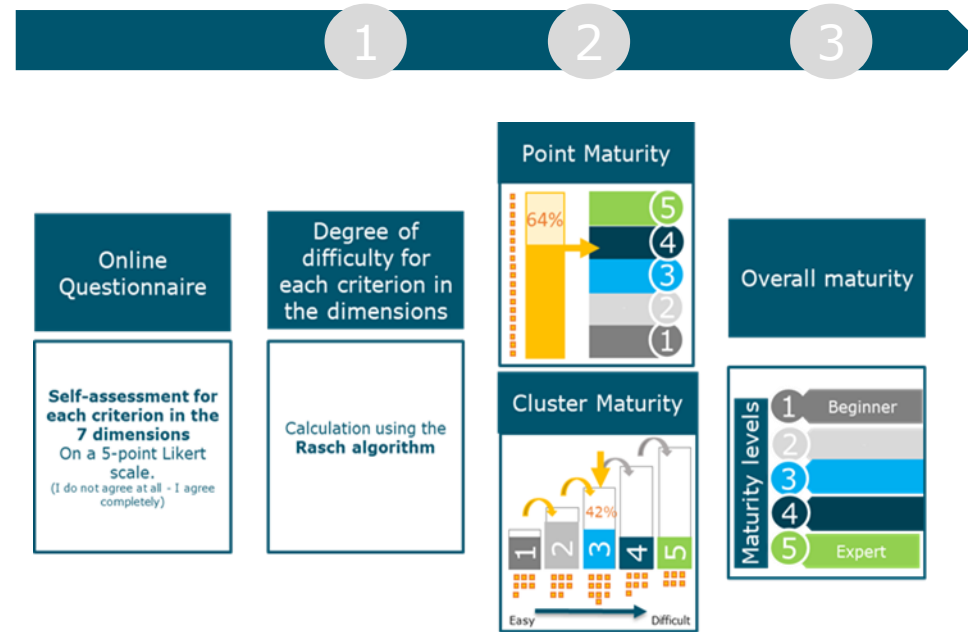 1
2
3
Online
Questionnaire
Self-assessment for
each criterion in the
7 dimensions
On a 5-point Likert
scale.
(I do not agree at all - I agree
completely)
Degree of
difficulty for
each criterion in
the dimensions
Calculation using the
Rasch algorithm
Point Maturity
64%
5
4
3
2
1
Cluster Maturity
42%
1
2
3
4
5
Easy
Difficult
Overall maturity
Maturity levels
1 Beginner
2
3
4
5 Expert